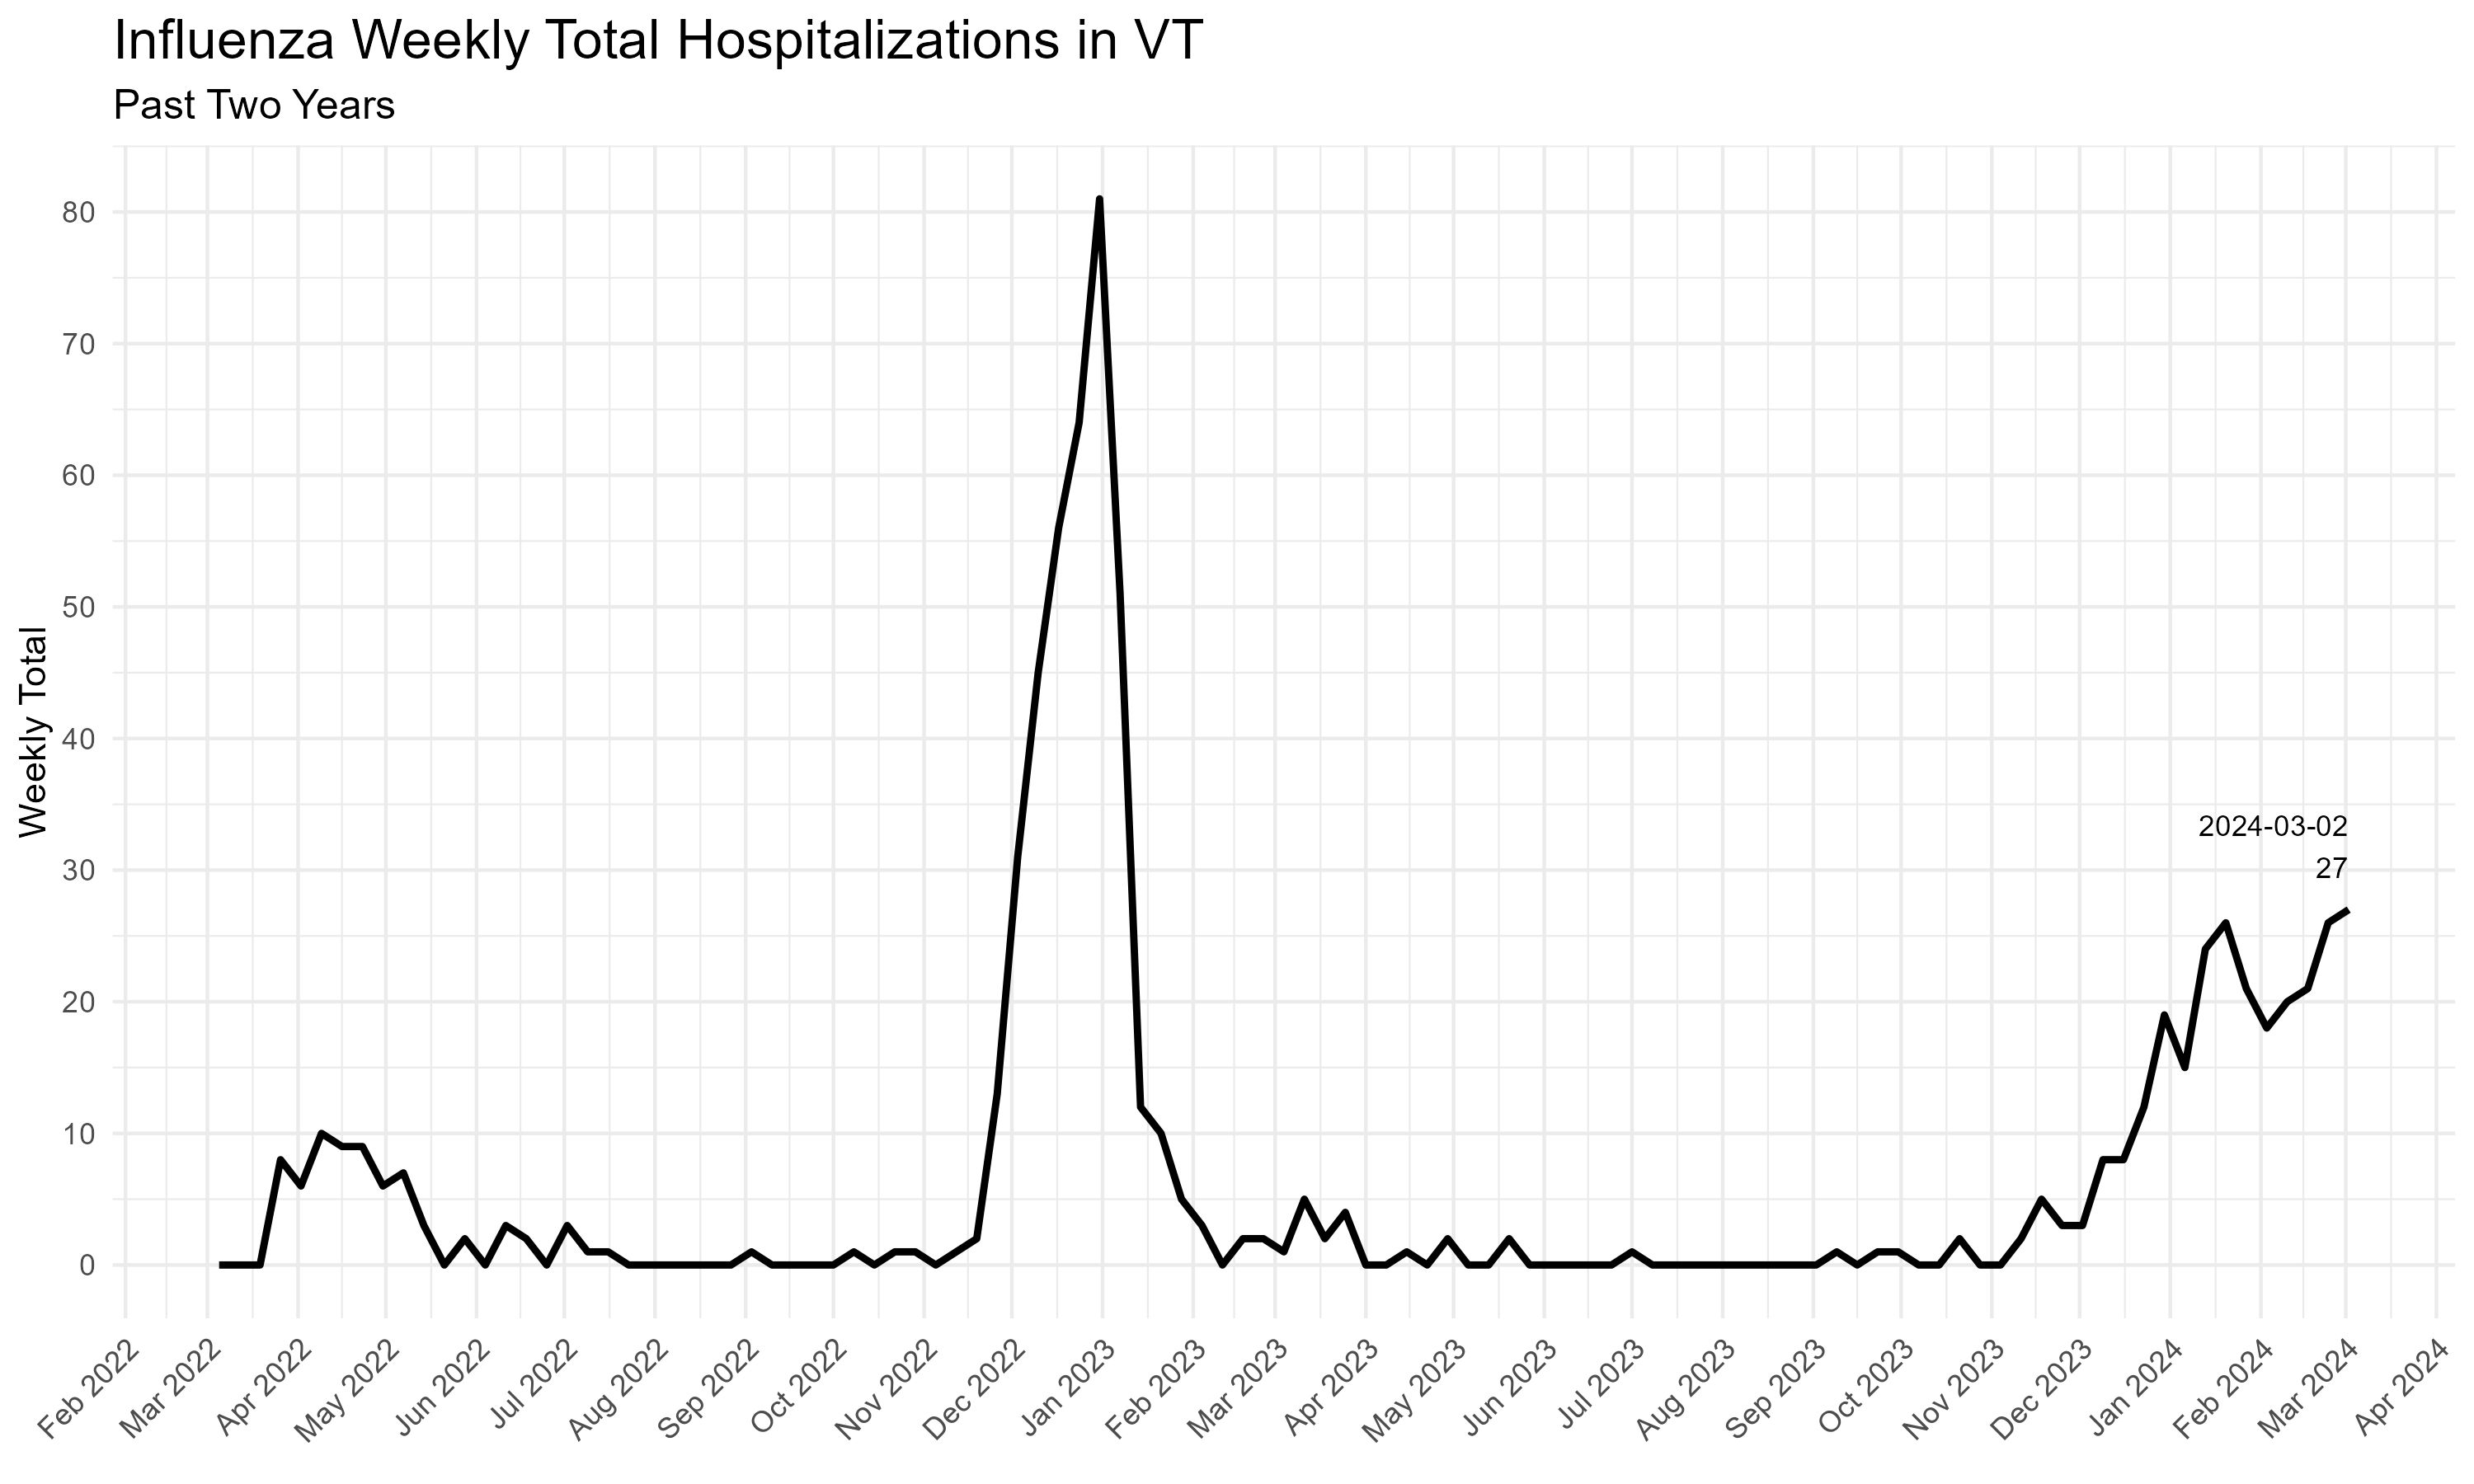 Influenza Weekly Total Hospitalizations in VT
Past Two Years
Weekly Total
80
70
60
50
40
30
20
10
0
2024-03-02
27
Feb 2022
Mar 2022
Apr 2022
May 2022
Jun 2022
Jul 2022
Aug 2022
Sep 2022
Oct 2022
Nov 2022
Dec 2022
Jan 2023
Feb 2023
Mar 2023
Apr 2023
May 2023
Jun 2023
Jul 2023
Aug 2023
Sep 2023
Oct 2023
Nov 2023
Dec 2023
Jan 2024
Feb 2024
Mar 2024
Apr 2024